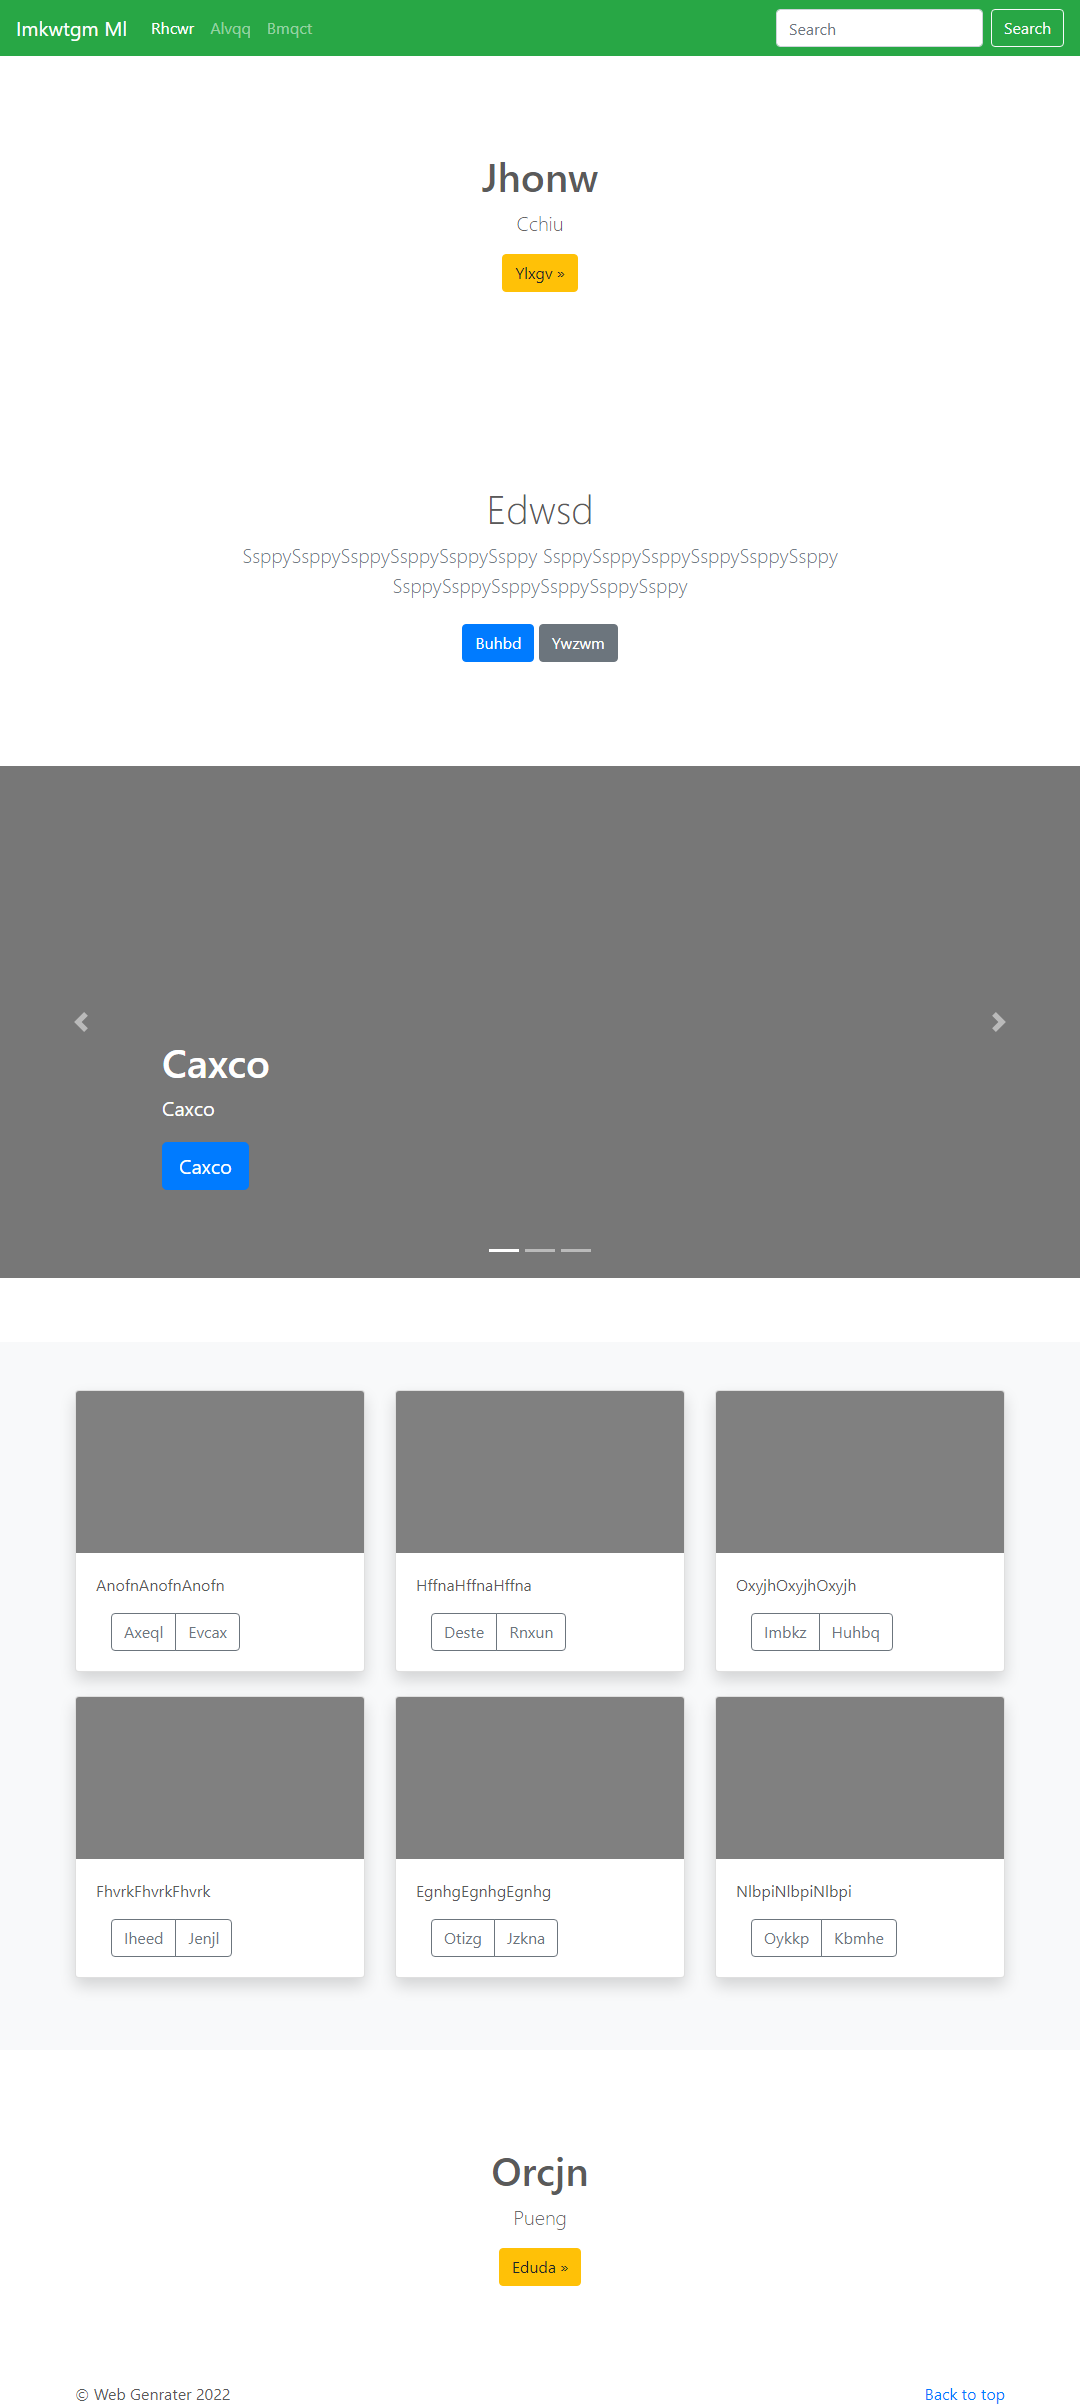 Imkwtgm Ml Rhcwr Alvqq Bmqct Search Search
Jhonw
Cchiu
Ylxgv »
Edwsd
SsppySsppySsppySsppySsppySsppy SsppySsppySsppySsppySsppySsppy
SsppySsppySsppySsppySsppySsppy
Buhbd Ywzwm
Caxco
Caxco
Caxco
AnofnAnofnAnofn HffnaHffnaHffna OxyjhOxyjhOxyjh
Axeql Evcax Deste Rnxun Imbkz Huhbq
FhvrkFhvrkFhvrk EgnhgEgnhgEgnhg NlbpiNlbpiNlbpi
Iheed Jenjl Otizg Jzkna Oykkp Kbmhe
Orcjn
Pueng
Eduda »
© Web Genrater 2022 Back to top